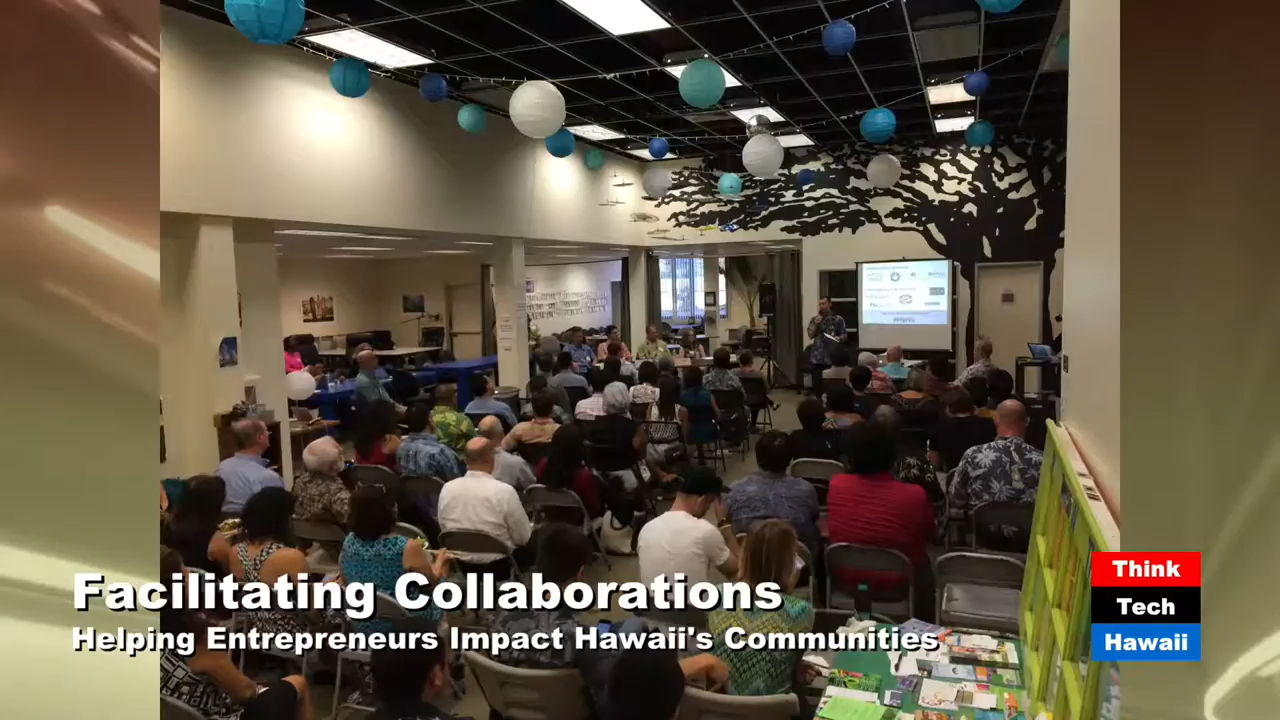 Facilitating Collaborations
Helping Entrepreneurs Impact Hawaii's Communities
Think
Tech
Hawaii